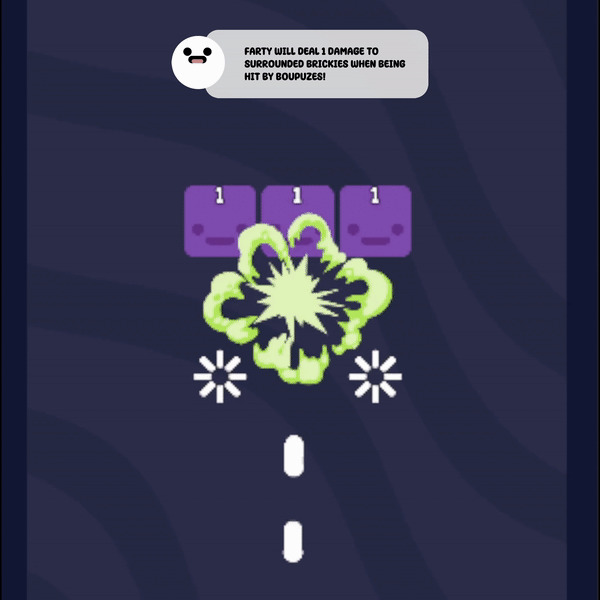 FARTY WILL DEAL 1 DAMAGE TO
SURROUNDED BRICKIES WHEN BEING
HIT BY BOUPUZES!
1 1 1